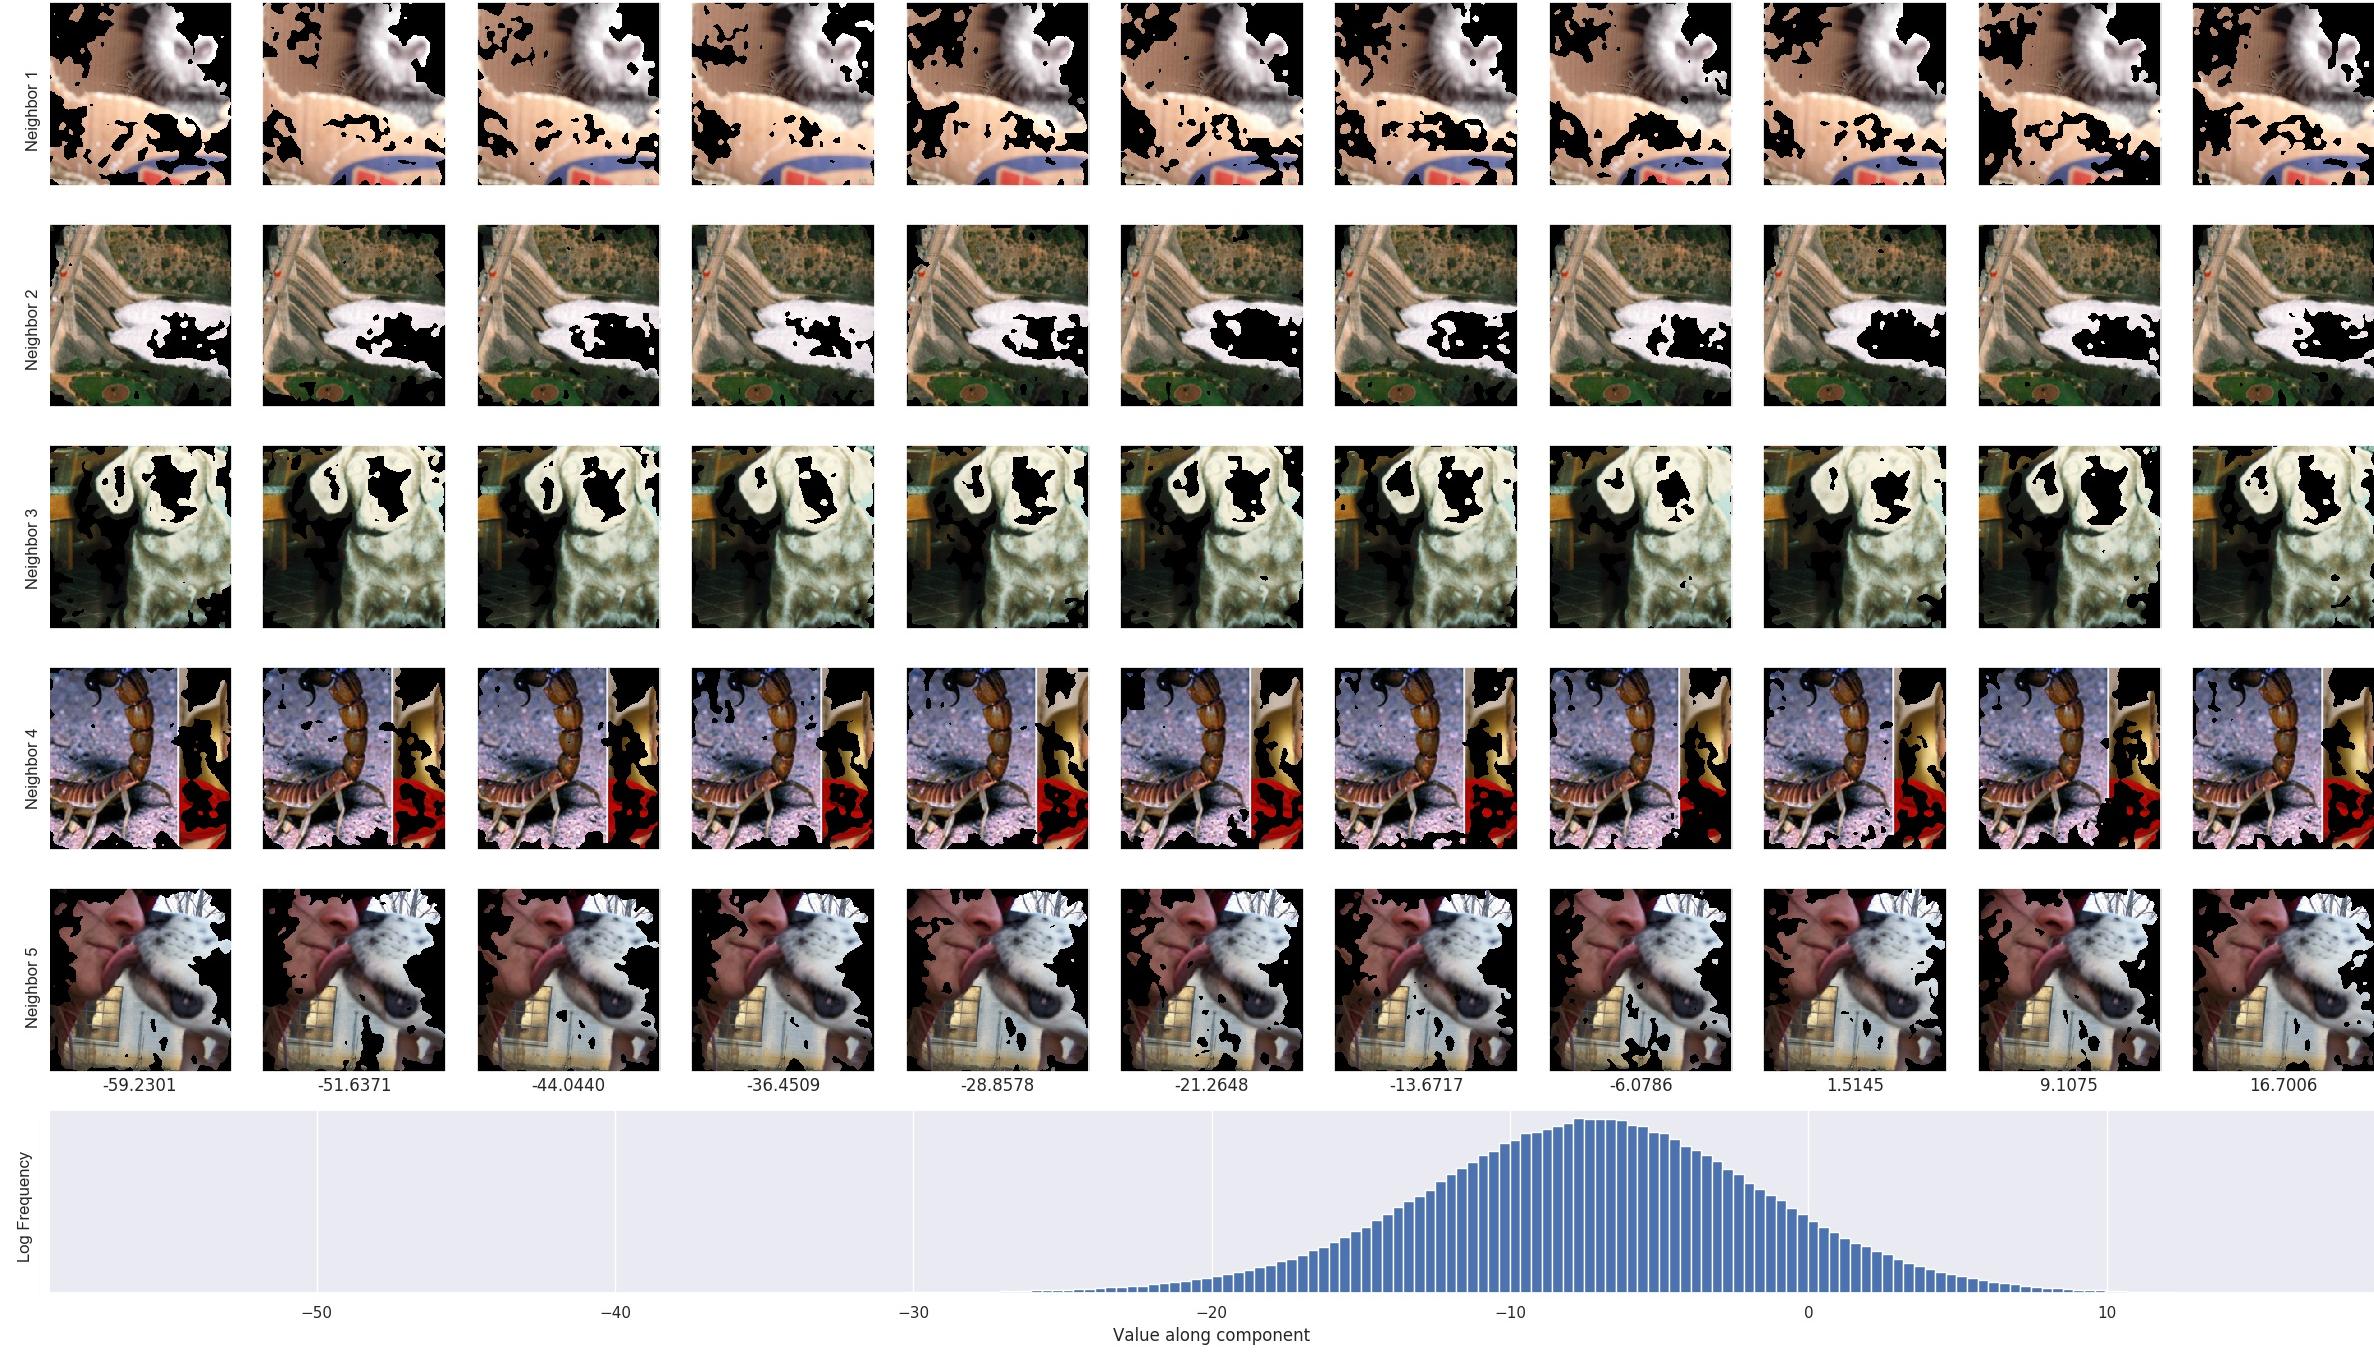 Neighbor 1
Neighbor 2
Neighbor 3
Neighbor 4
Neighbor 5
-59.2301 -51.6371 -44.0440 -36.4509 -28.8578 -21.2648 -13.6717 -6.0786 1.5145 9.1075 16.7006
Log Frequency
−50 −40 −30 −20 −10 0 10
Value along component